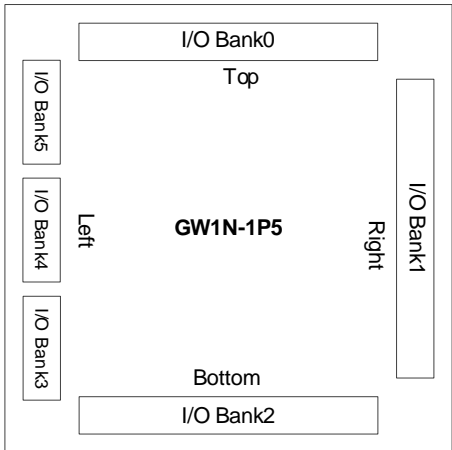 I/O Bank0
Top
I/O Bank5
I/O Bank4
Left
GW1N-1P5
Right
I/O Bank1
I/O Bank3
Bottom
I/O Bank2